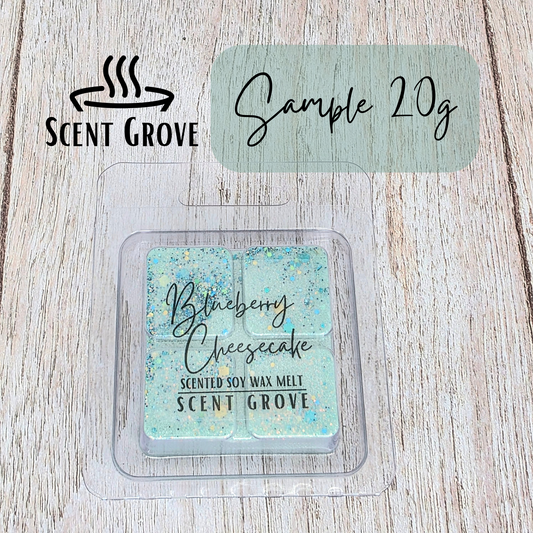 SCENT GROVE
Sample 20g
Blueberry
Cheesecake
SCENTED SOY WAX MELT
SCENT GROVE